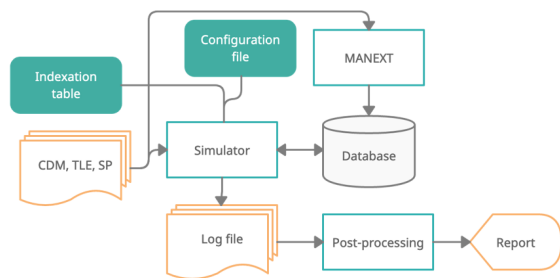 Configuration
file
MANEXT
Indexation
table
CDM, TLE, SP
Simulator
Database
Log file
Post-processing
Report